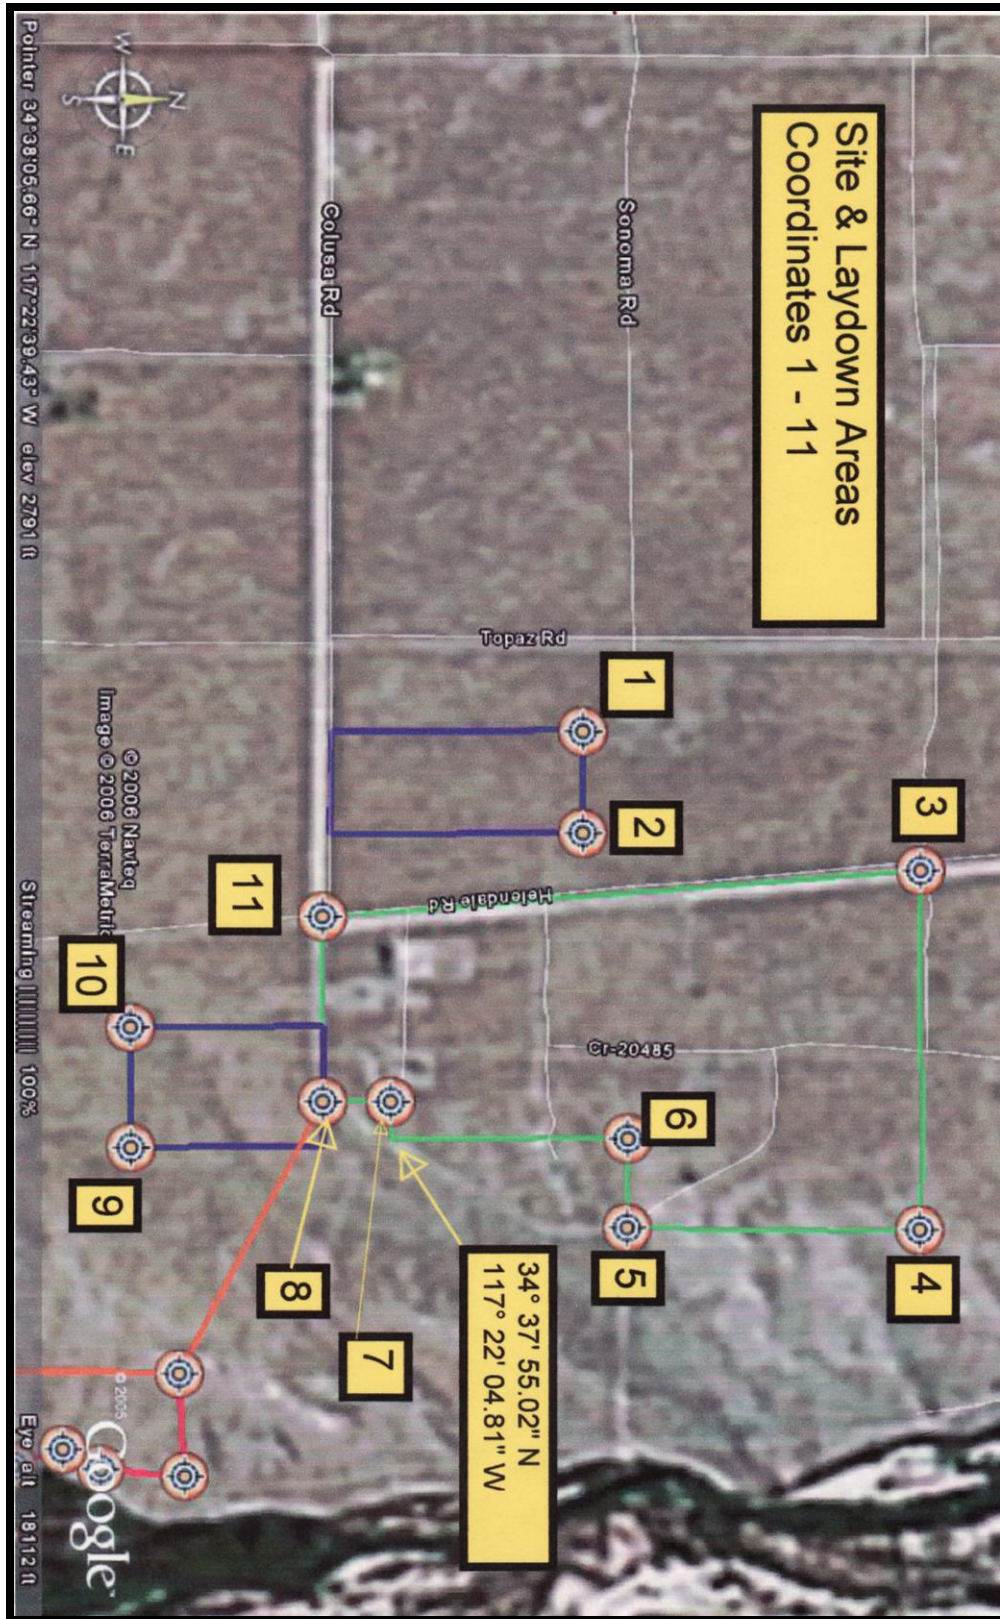 Site & Laydown Areas
Coordinates 1 - 11
3
4
1
2
6
5
Sonoma Rd
Topaz Rd
Cr-20485
Helendale Rd
34° 37' 55.02" N
117° 22' 04.81" W
7
8
Colusa Rd
11
10
9
N
W
E
S
© 2006 Navteq
Image © 2006 TerraMetric
© 2005
Google™
Pointer 34°38'05.66" N 117°22'39.43" W elev 2791 ft
Streaming ||||||||| 100%
Eye alt 18112 ft